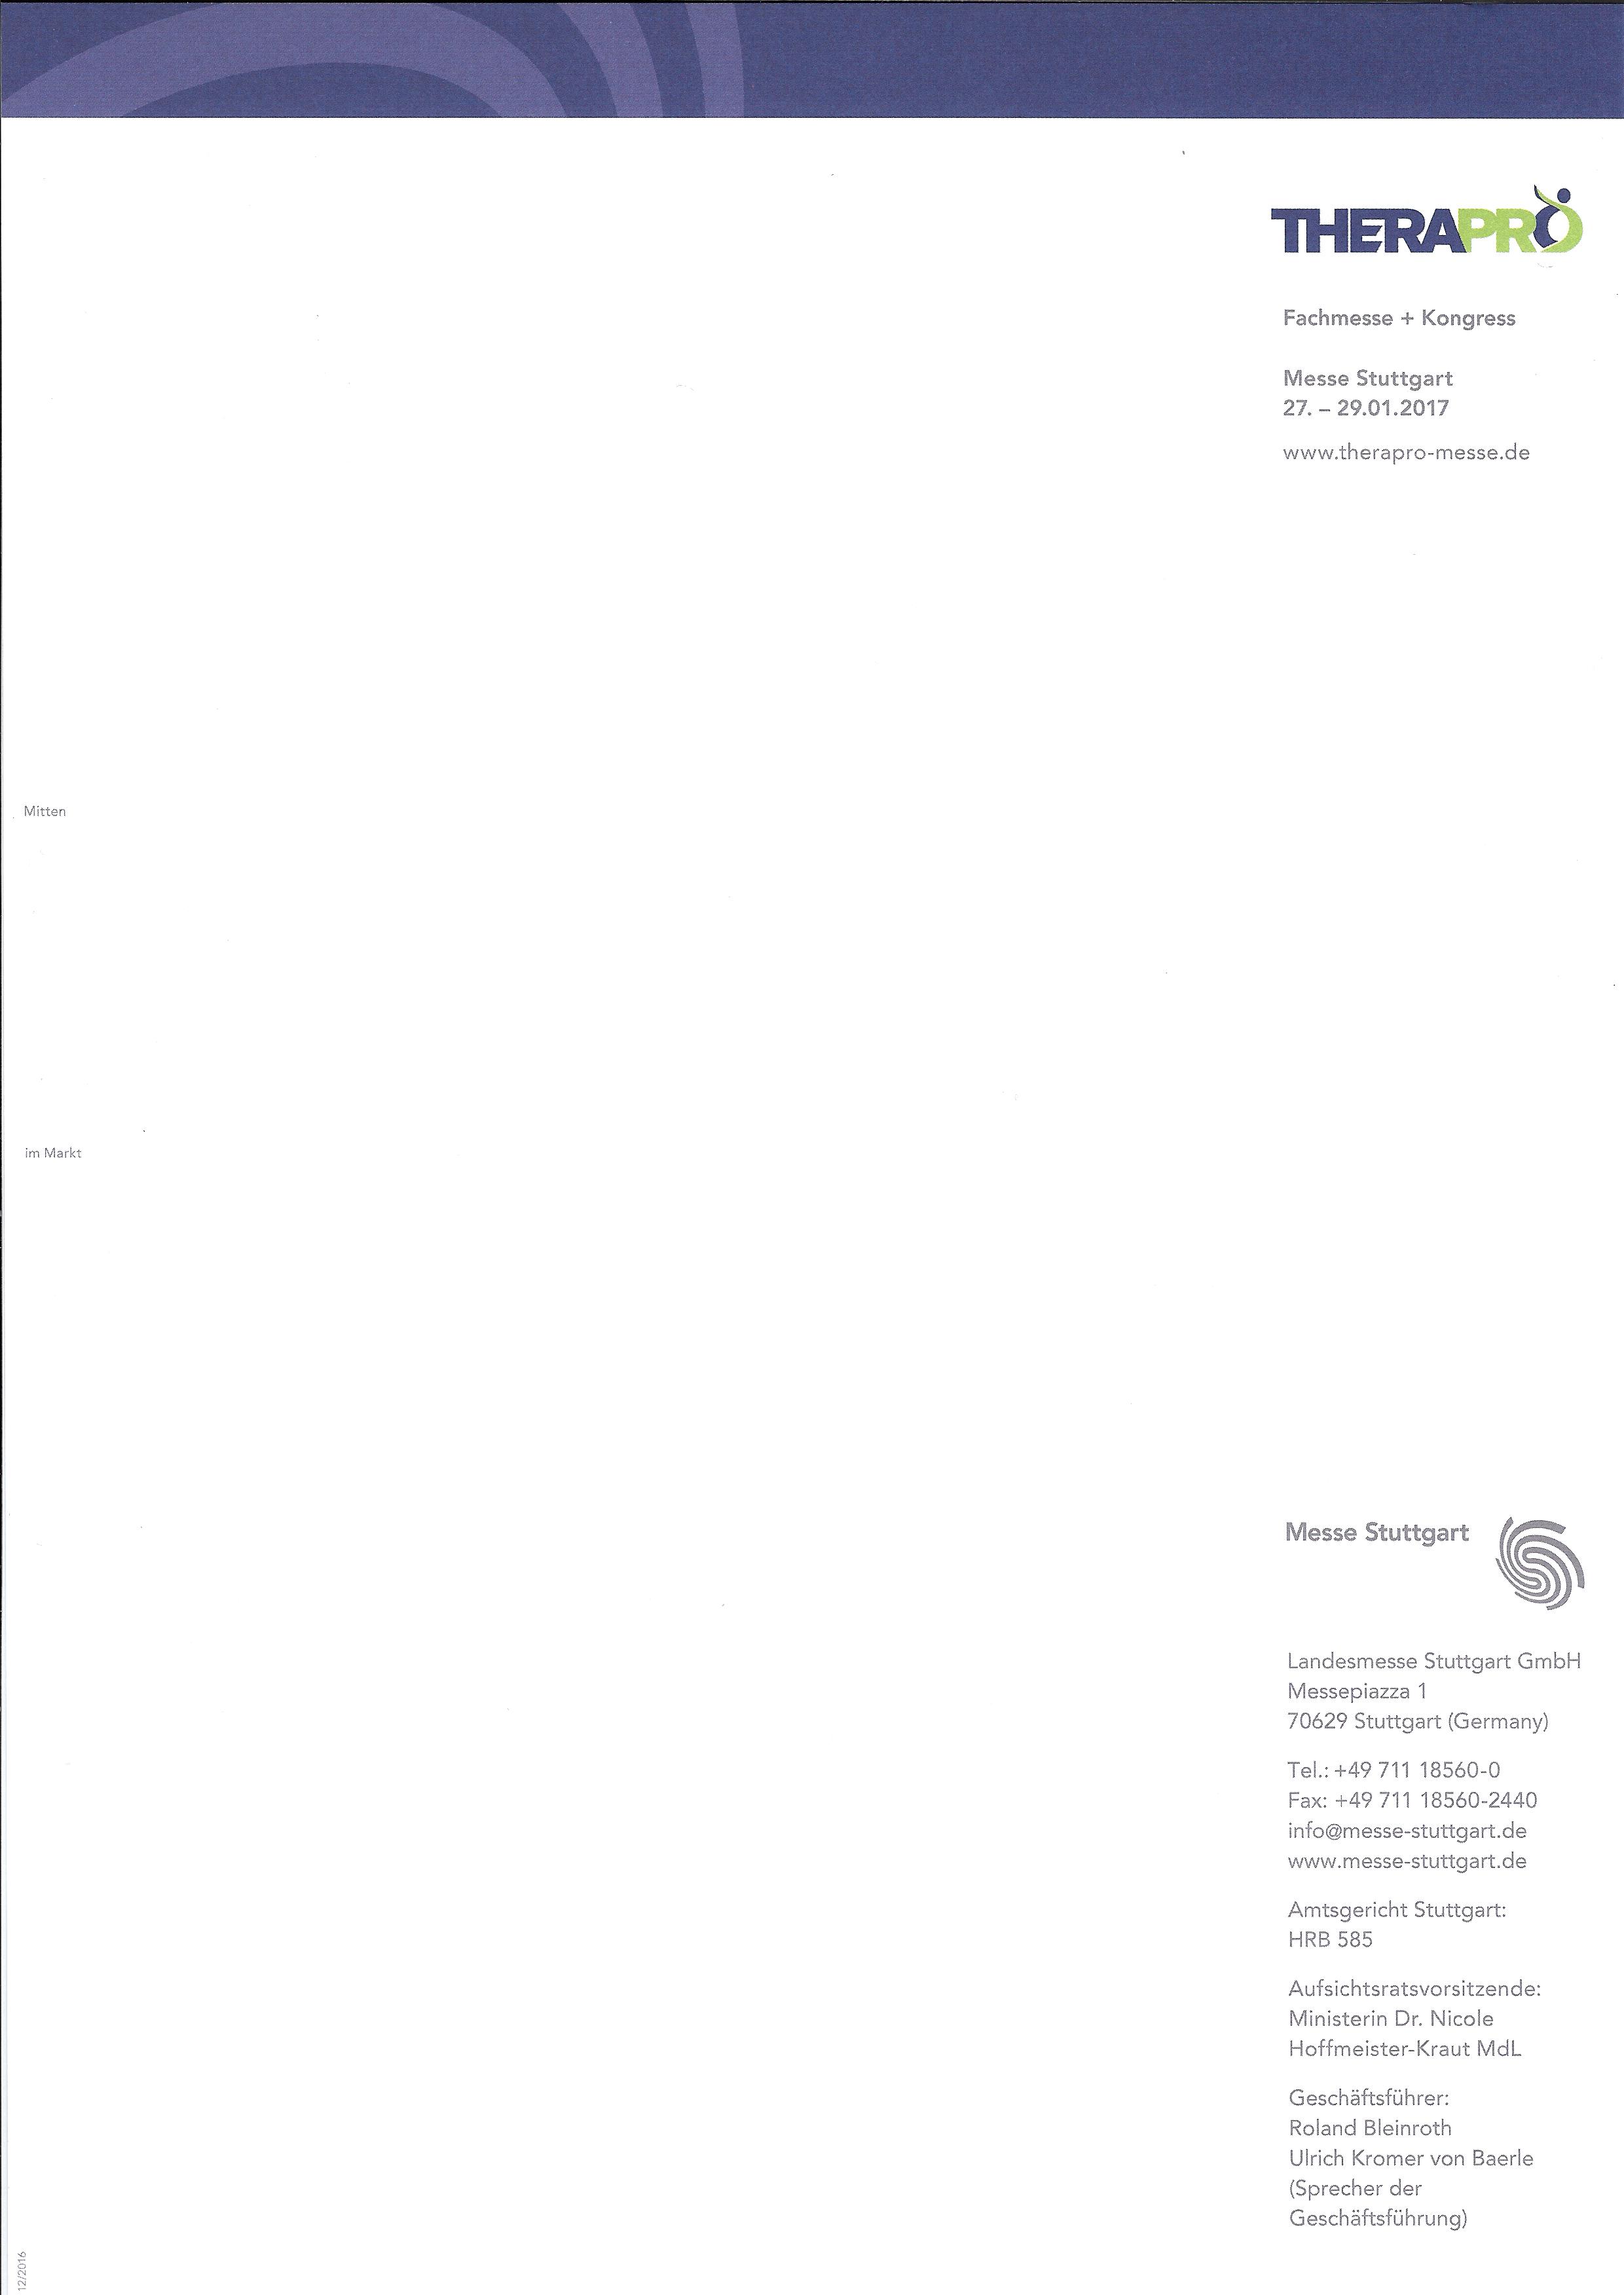 THERAPRO
Fachmesse + Kongress
Messe Stuttgart
27. – 29.01.2017
www.therapro-messe.de
Mitten
im Markt
Messe Stuttgart
Landesmesse Stuttgart GmbH
Messepiazza 1
70629 Stuttgart (Germany)
Tel.: +49 711 18560-0
Fax: +49 711 18560-2440
info@messe-stuttgart.de
www.messe-stuttgart.de
Amtsgericht Stuttgart:
HRB 585
Aufsichtsratsvorsitzende:
Ministerin Dr. Nicole
Hoffmeister-Kraut MdL
Geschäftsführer:
Roland Bleinroth
Ulrich Kromer von Baerle
(Sprecher der
Geschäftsführung)
12/2016